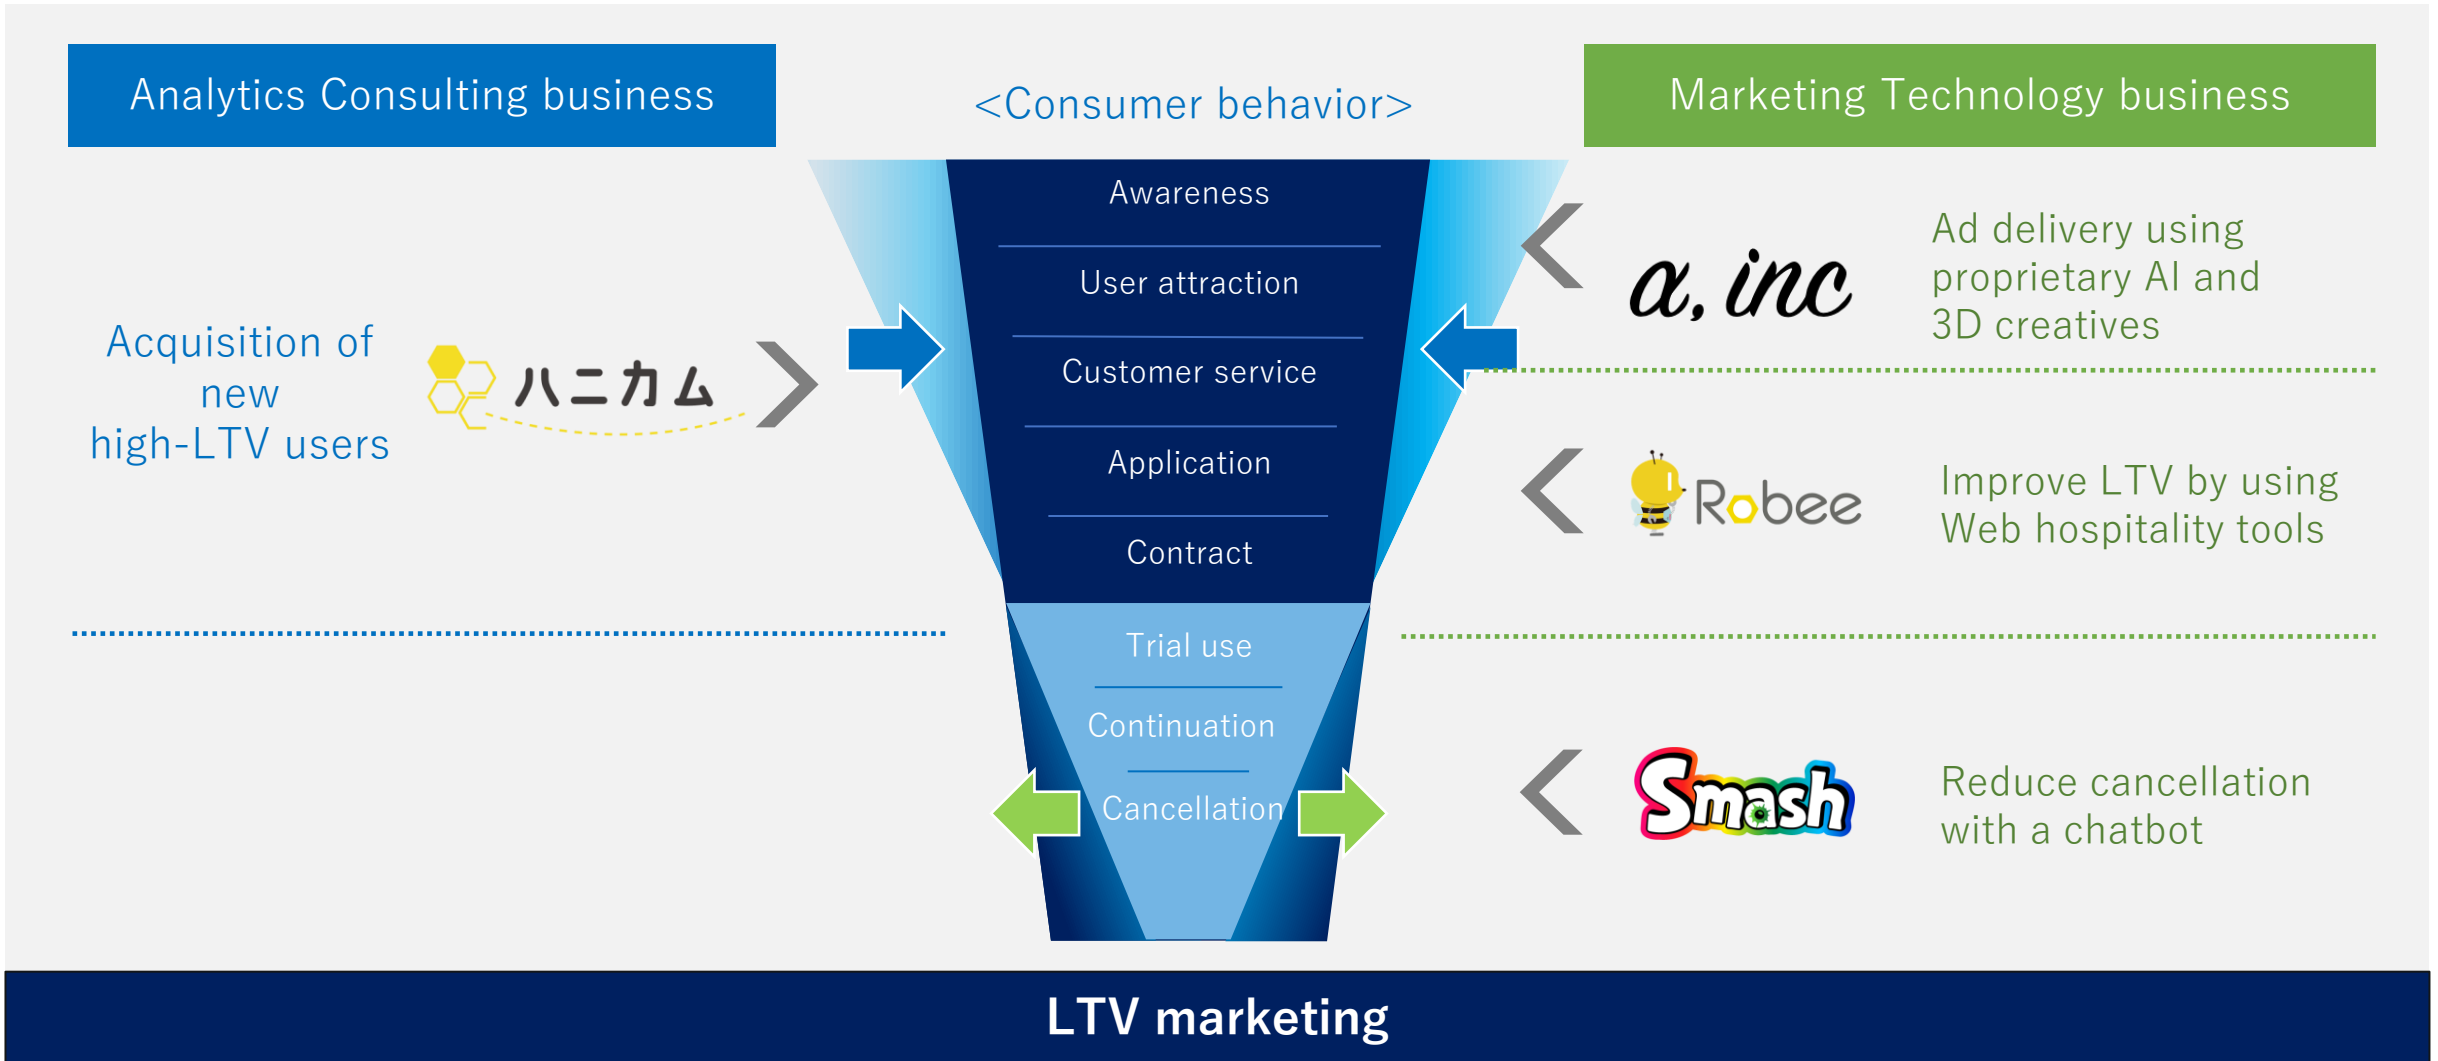 Analytics Consulting business
<Consumer behavior>
Marketing Technology business
Acquisition of
new
high-LTV users
ハニカム
Awareness
User attraction
Customer service
Application
Contract
Trial use
Continuation
Cancellation
α, inc
Ad delivery using
proprietary AI and
3D creatives
Robee
Improve LTV by using
Web hospitality tools
Smash
Reduce cancellation
with a chatbot
LTV marketing